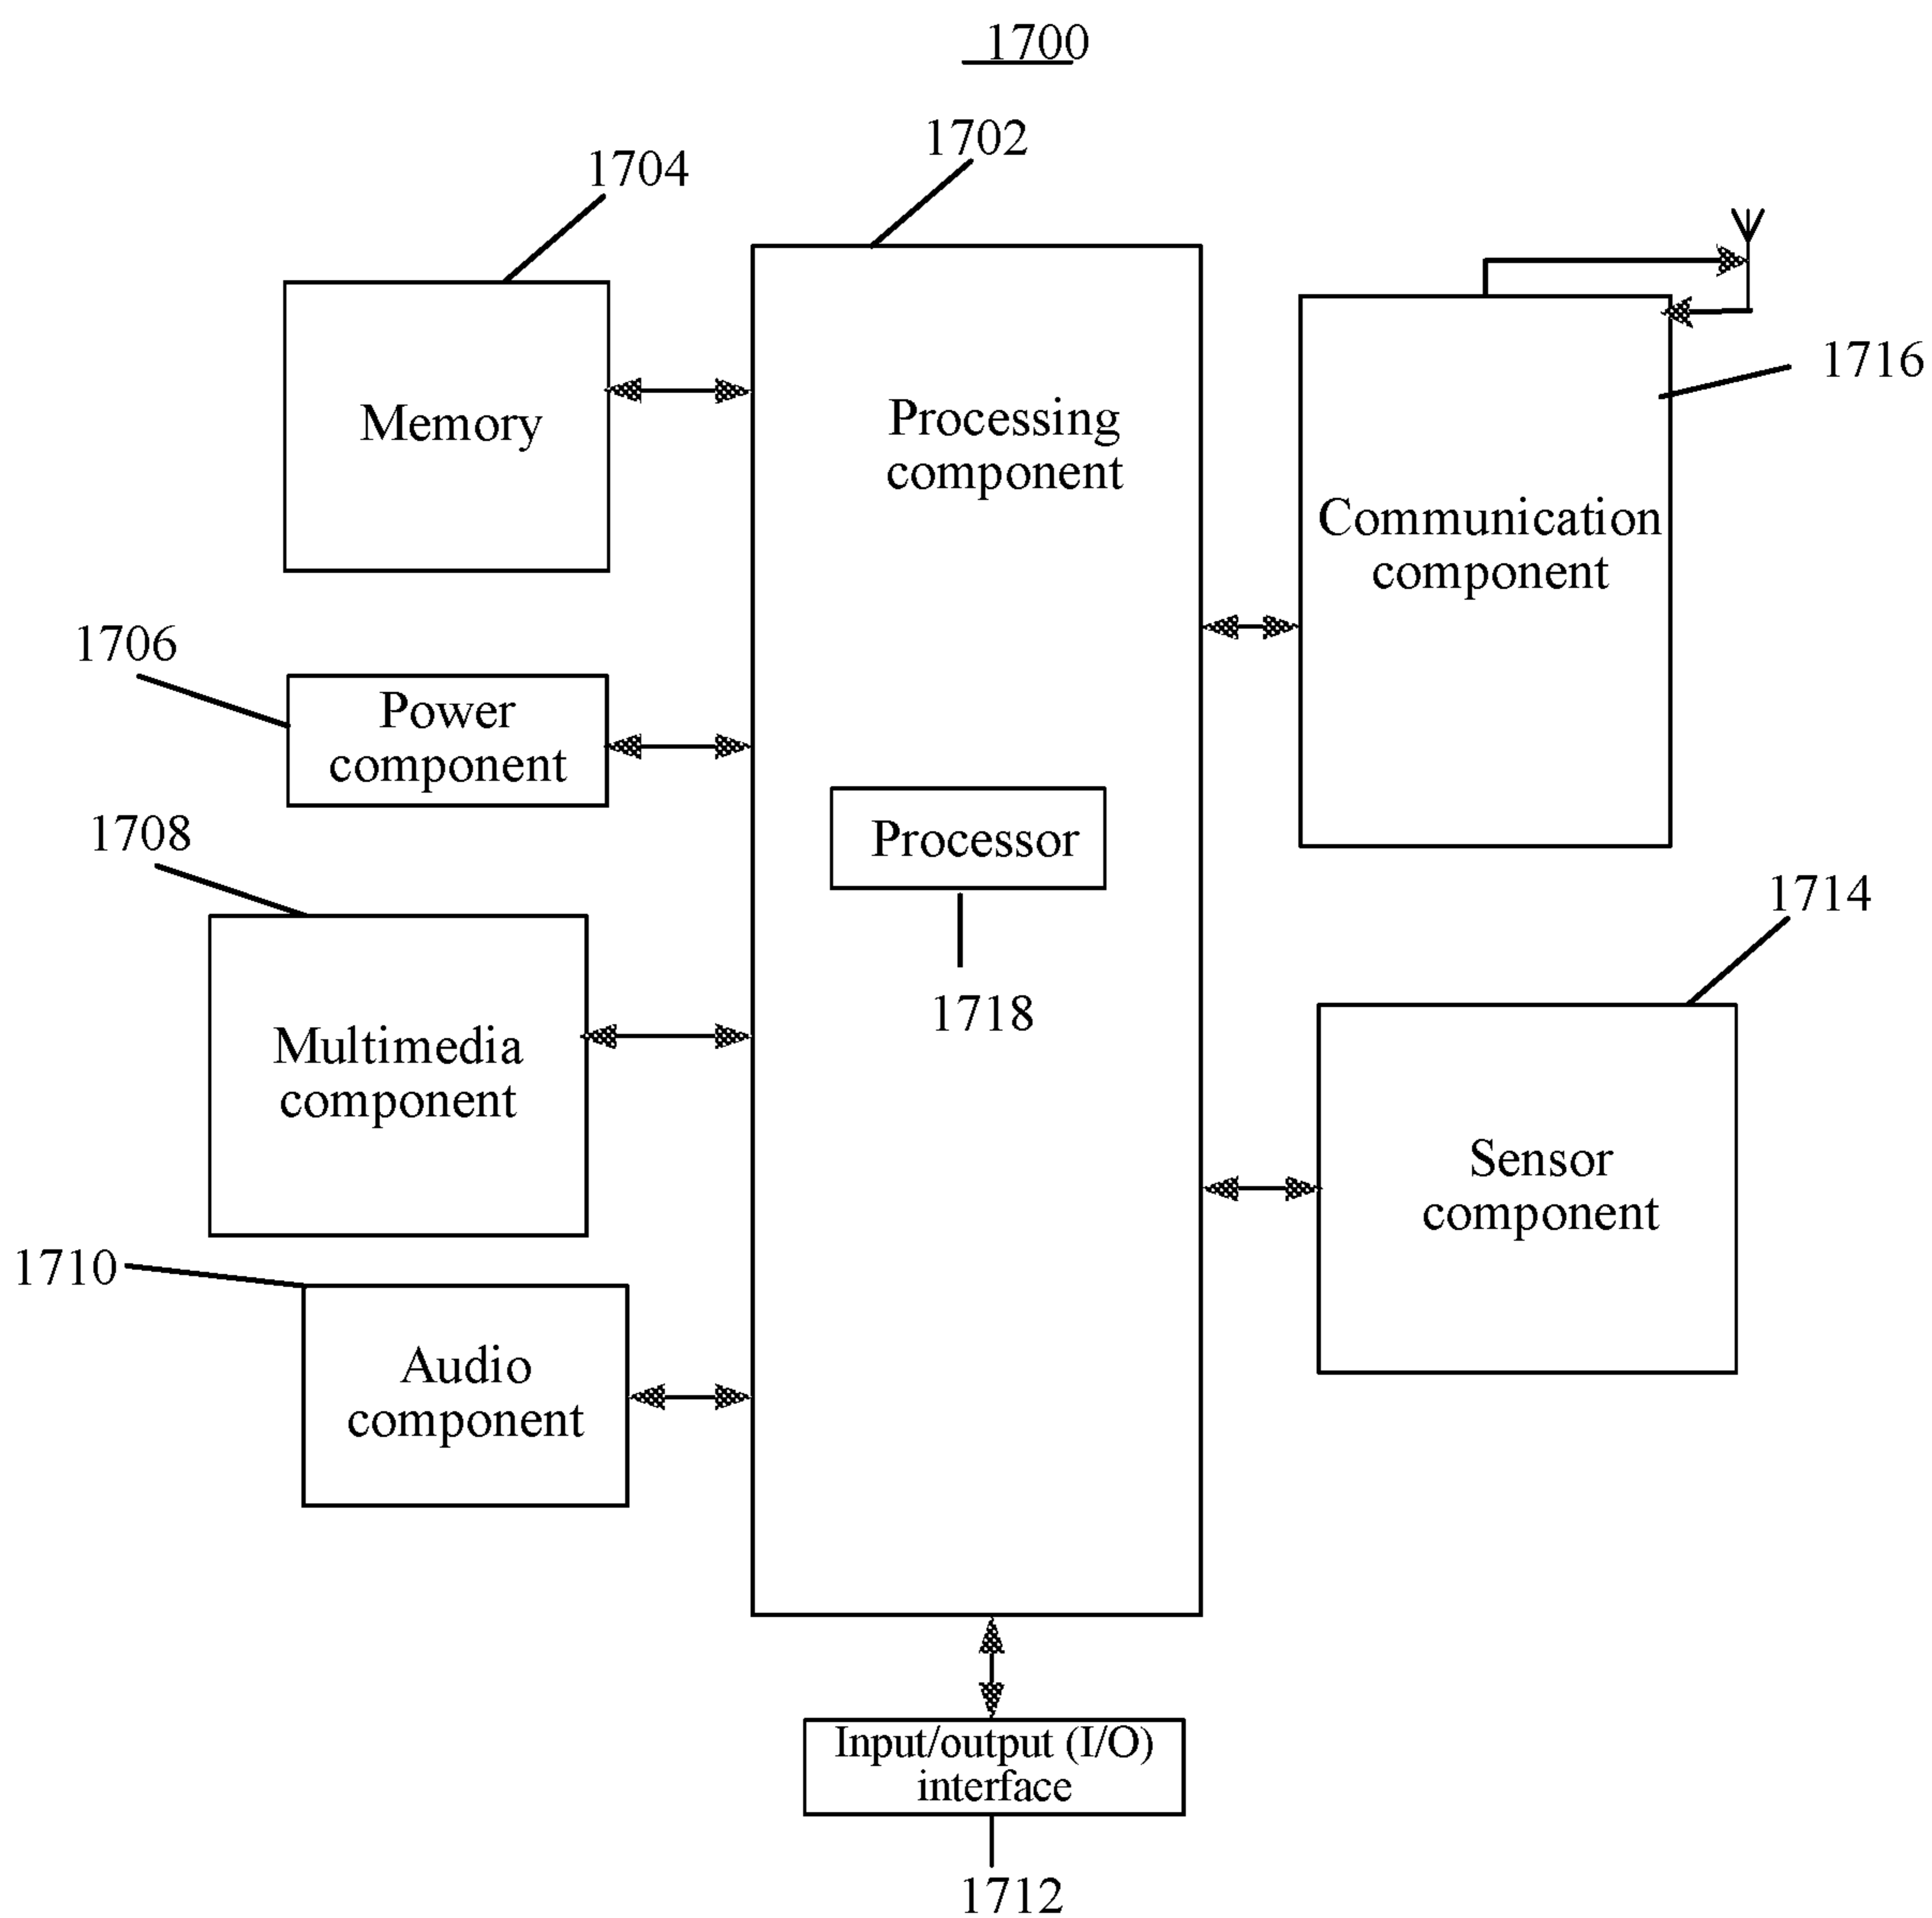 1700
1702
1704
1716
Memory
Processing
component
Communication
component
1706
Power
component
1708
Processor
1714
1718
Multimedia
component
Sensor
component
1710
Audio
component
Input/output (I/O)
interface
1712